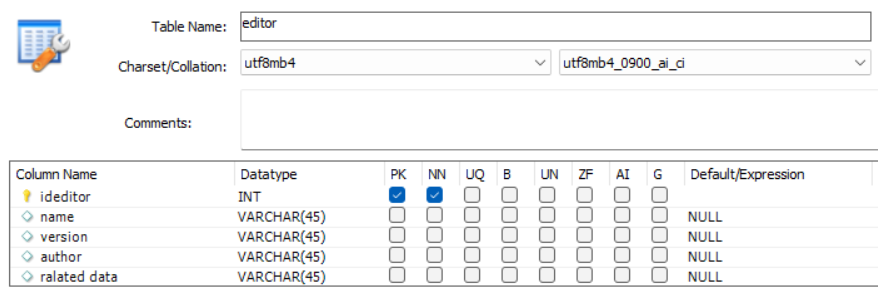 Table Name: editor
Charset/Collation: utf8mb4 utf8mb4_0900_ai_ci
Comments:
Column Name Datatype PK NN UQ B UN ZF AI G Default/Expression
ideditor INT
name VARCHAR(45) NULL
version VARCHAR(45) NULL
author VARCHAR(45) NULL
ralated data VARCHAR(45) NULL